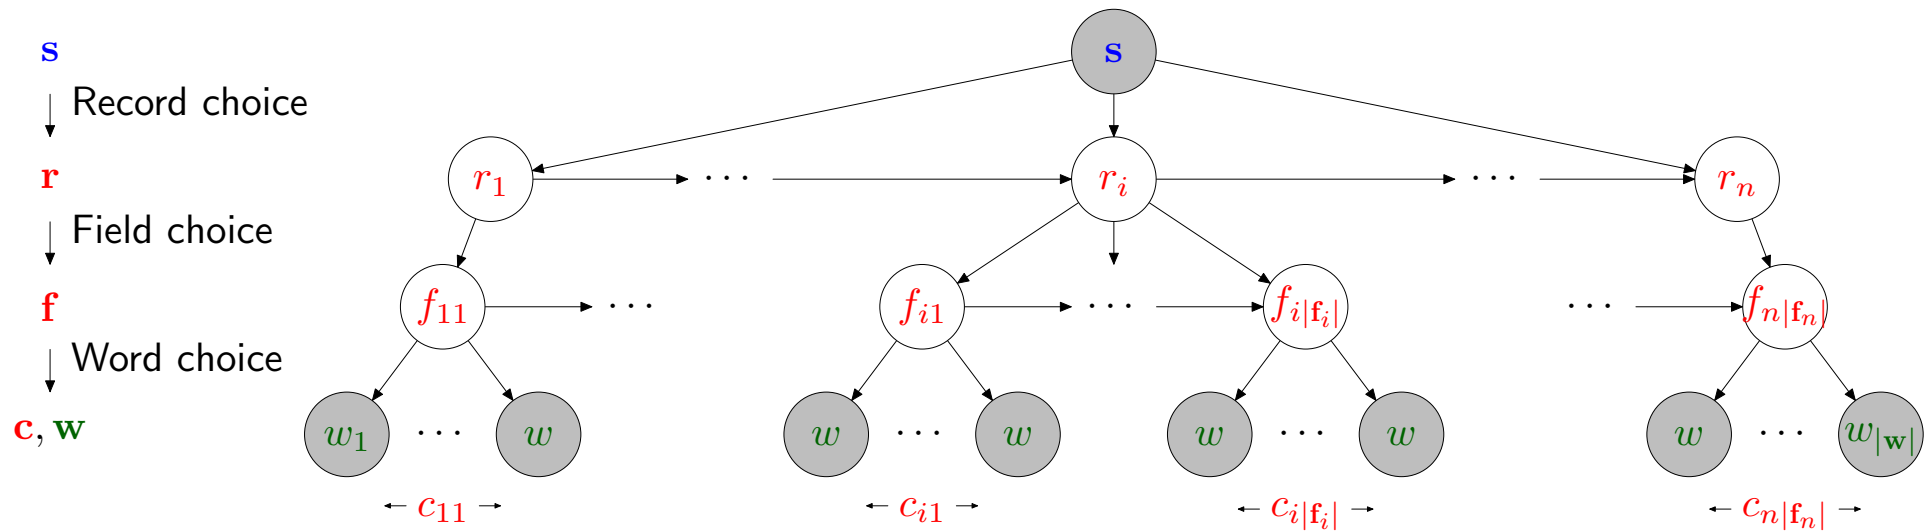 s s
Record choice
r r₁ ··· rᵢ ··· rₙ
Field choice
f f₁₁ ··· fᵢ₁ ··· fᵢ|𝐟ᵢ| ··· fₙ|𝐟ₙ|
Word choice
c, w w₁ ··· w w ··· w w ··· w w ··· w|𝐰|
c₁₁ cᵢ₁ cᵢ|𝐟ᵢ| cₙ|𝐟ₙ|